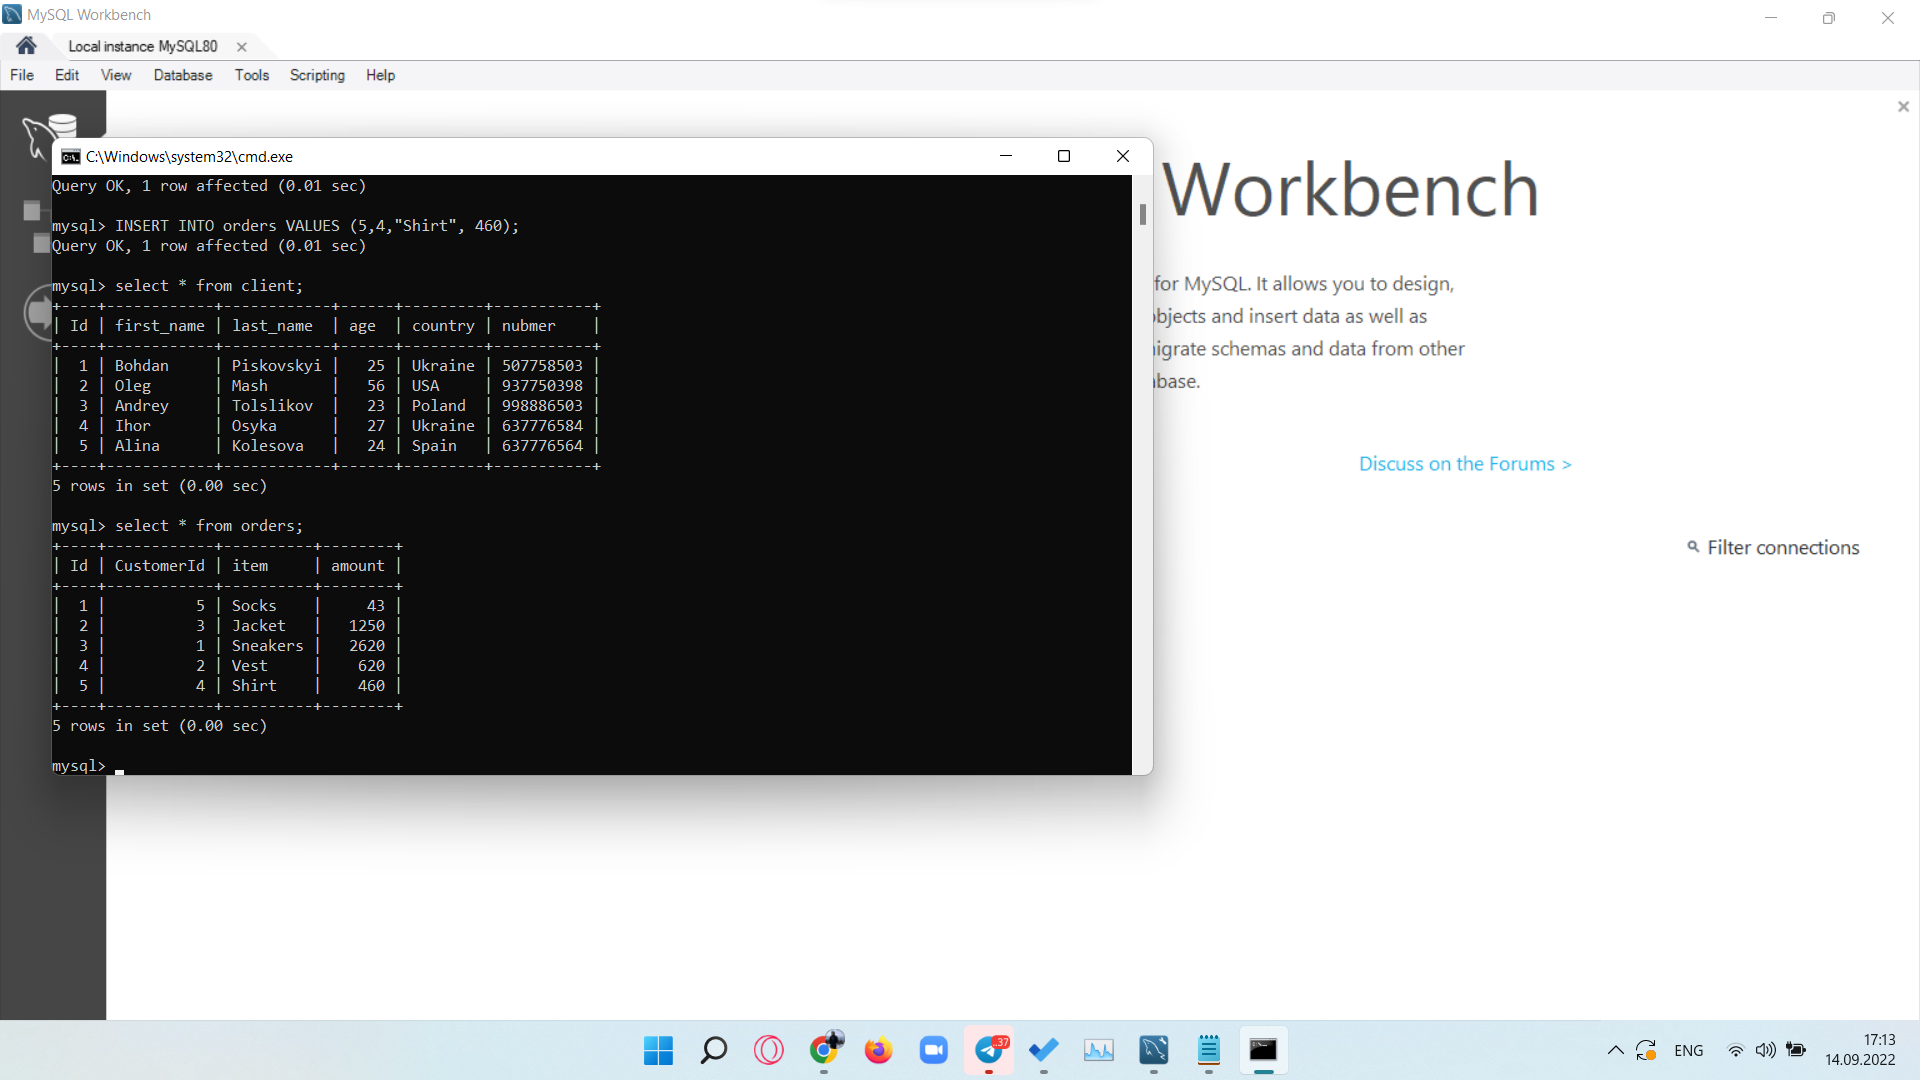 MySQL Workbench
Local instance MySQL80
File Edit View Database Tools Scripting Help
C:\Windows\system32\cmd.exe
Query OK, 1 row affected (0.01 sec)
mysql> INSERT INTO orders VALUES (5,4,"Shirt", 460);
Query OK, 1 row affected (0.01 sec)
mysql> select * from client;
+----+------------+------------+------+---------+-----------+
| Id | first_name | last_name  | age  | country | nubmer    |
+----+------------+------------+------+---------+-----------+
|  1 | Bohdan     | Piskovskyi |   25 | Ukraine | 507758503 |
|  2 | Oleg       | Mash       |   56 | USA     | 937750398 |
|  3 | Andrey     | Tolslikov  |   23 | Poland  | 998886503 |
|  4 | Ihor       | Osyka      |   27 | Ukraine | 637776584 |
|  5 | Alina      | Kolesova   |   24 | Spain   | 637776564 |
+----+------------+------------+------+---------+-----------+
5 rows in set (0.00 sec)
mysql> select * from orders;
+----+------------+----------+--------+
| Id | CustomerId | item     | amount |
+----+------------+----------+--------+
|  1 |          5 | Socks    |     43 |
|  2 |          3 | Jacket   |   1250 |
|  3 |          1 | Sneakers |   2620 |
|  4 |          2 | Vest     |    620 |
|  5 |          4 | Shirt    |    460 |
+----+------------+----------+--------+
5 rows in set (0.00 sec)
mysql>
Workbench
for MySQL. It allows you to design,
objects and insert data as well as
migrate schemas and data from other
abase.
Discuss on the Forums >
Filter connections
37
ENG
17:13
14.09.2022